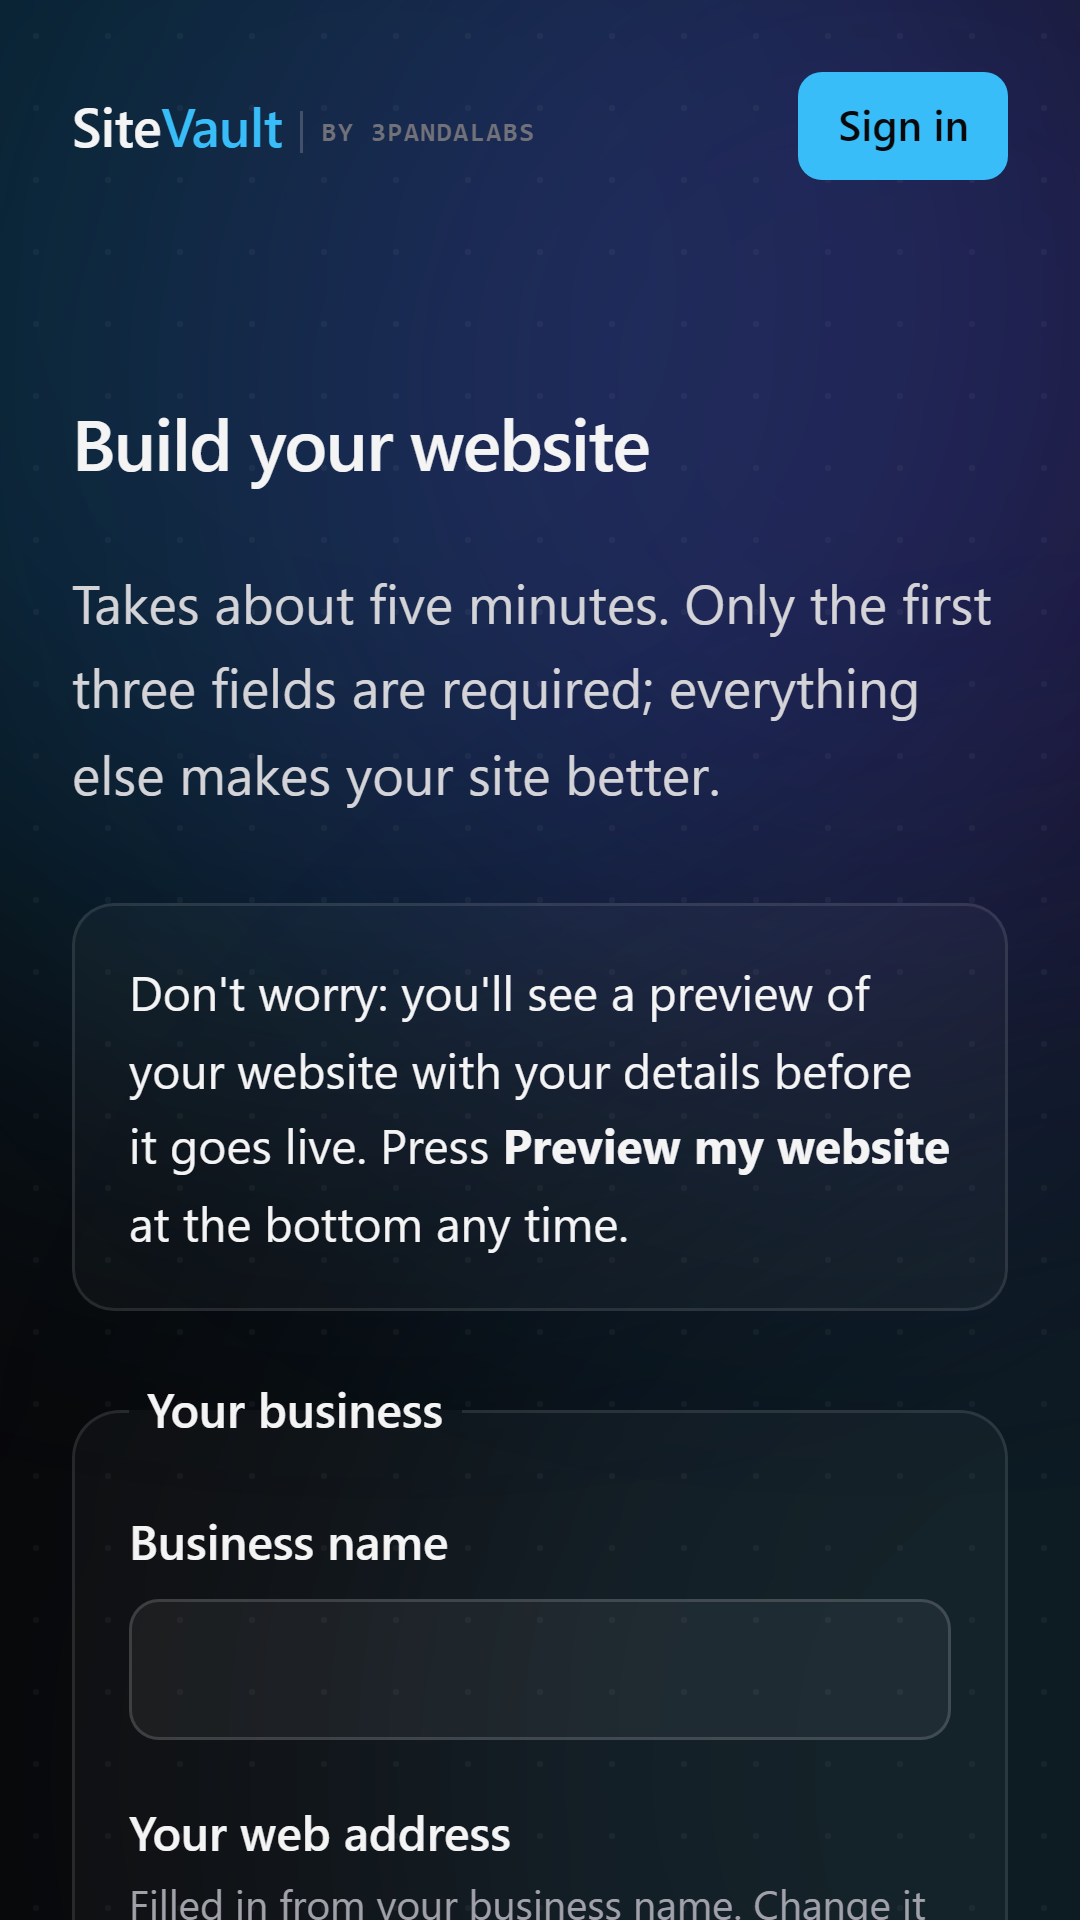 SiteVault | BY 3PANDALABS
Sign in
Build your website
Takes about five minutes. Only the first
three fields are required; everything
else makes your site better.
Don't worry: you'll see a preview of
your website with your details before
it goes live. Press Preview my website
at the bottom any time.
Your business
Business name
Your web address
Filled in from your business name. Change it